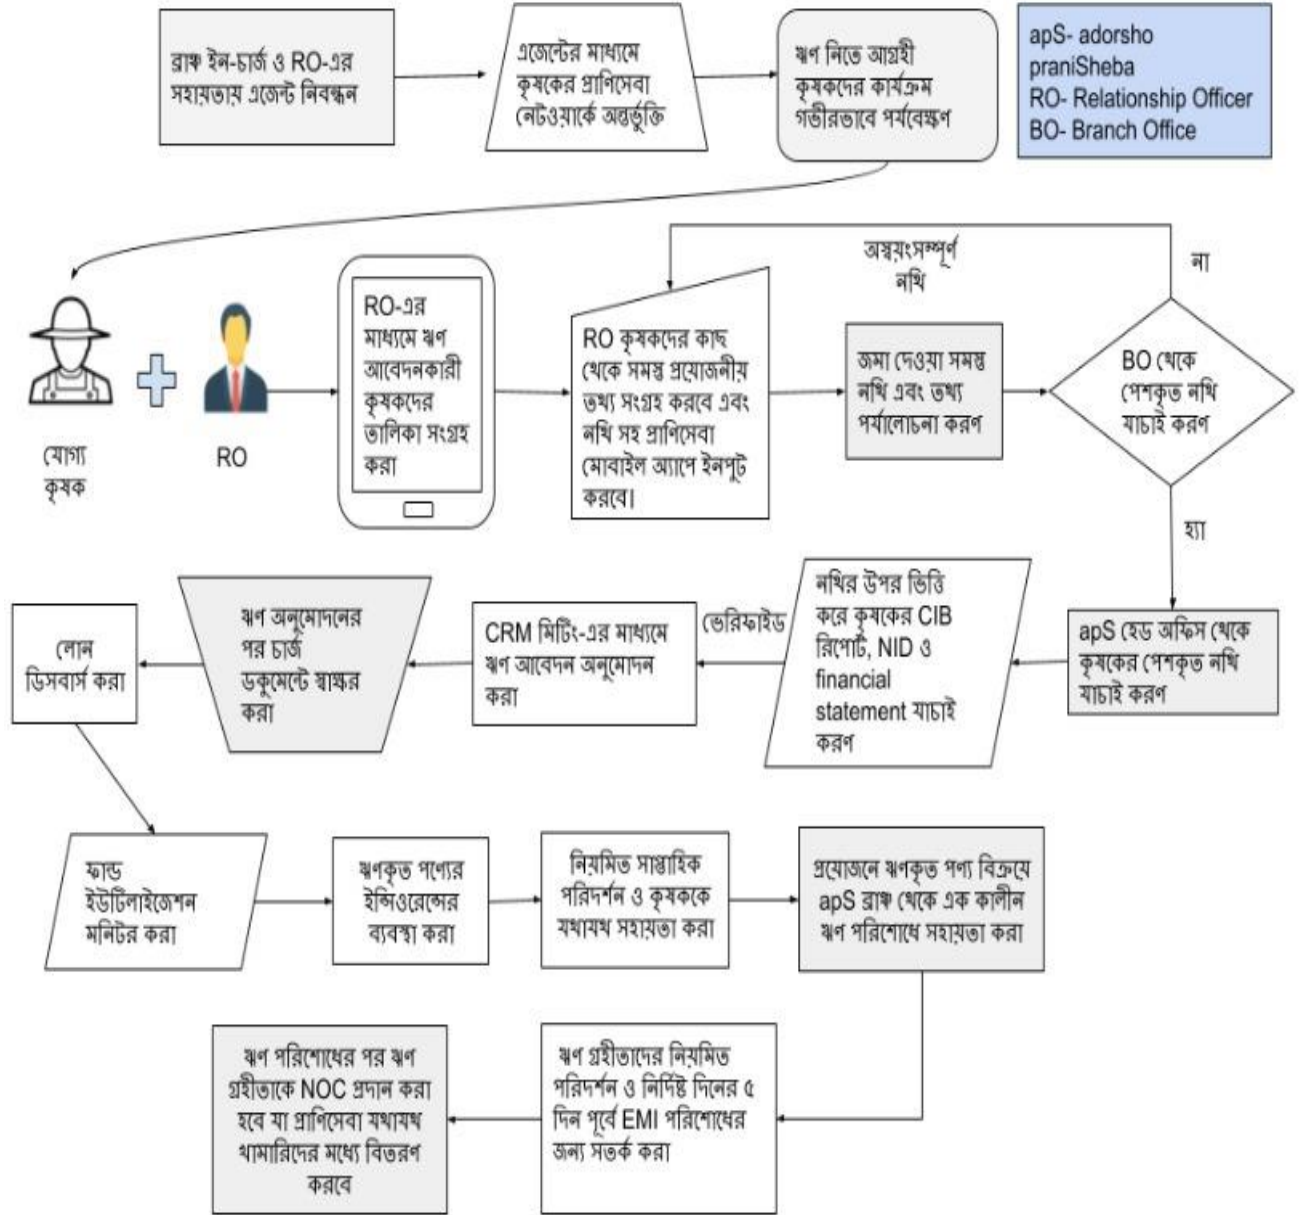 ব্রাঞ্চ ইন-চার্জ ও RO-এর
সহায়তায় এজেন্ট নিবন্ধন
এজেন্টের মাধ্যমে
কৃষকের প্রাণিসেবা
নেটওয়ার্কে অন্তর্ভুক্তি
ঋণ নিতে আগ্রহী
কৃষকদের কার্যক্রম
গভীরভাবে পর্যবেক্ষণ
apS- adorsho
praniSheba
RO- Relationship Officer
BO- Branch Office
যোগ্য
কৃষক
RO
RO-এর
মাধ্যমে ঋণ
আবেদনকারী
কৃষকদের
তালিকা সংগ্রহ
করা
RO কৃষকদের কাছ
থেকে সমস্ত প্রয়োজনীয়
তথ্য সংগ্রহ করবে এবং
নথি সহ প্রাণিসেবা
মোবাইল অ্যাপে ইনপুট
করবে।
অস্বয়ংসম্পূর্ণ
নথি
জমা দেওয়া সমস্ত
নথি এবং তথ্য
পর্যালোচনা করণ
BO থেকে
পেশকৃত নথি
যাচাই করণ
না
হ্যা
apS হেড অফিস থেকে
কৃষকের পেশকৃত নথি
যাচাই করণ
নথির উপর ভিত্তি
করে কৃষকের CIB
রিপোর্ট, NID ও
financial
statement যাচাই
করণ
ভেরিফাইড
CRM মিটিং-এর মাধ্যমে
ঋণ আবেদন অনুমোদন
করা
ঋণ অনুমোদনের
পর চার্জ
ডকুমেন্টে স্বাক্ষর
করা
লোন
ডিসবার্স করা
ফান্ড
ইউটিলাইজেশন
মনিটর করা
ঋণকৃত পণ্যের
ইন্সিওরেন্সের
ব্যবস্থা করা
নিয়মিত সাপ্তাহিক
পরিদর্শন ও কৃষককে
যথাযথ সহায়তা করা
প্রয়োজনে ঋণকৃত পণ্য বিক্রয়ে
apS ব্রাঞ্চ থেকে এক কালীন
ঋণ পরিশোধে সহায়তা করা
ঋণ গ্রহীতাদের নিয়মিত
পরিদর্শন ও নির্দিষ্ট দিনের ৫
দিন পূর্বে EMI পরিশোধের
জন্য সতর্ক করা
ঋণ পরিশোধের পর ঋণ
গ্রহীতাকে NOC প্রদান করা
হবে যা প্রাণিসেবা যথাযথ
খামারিদের মধ্যে বিতরণ
করবে